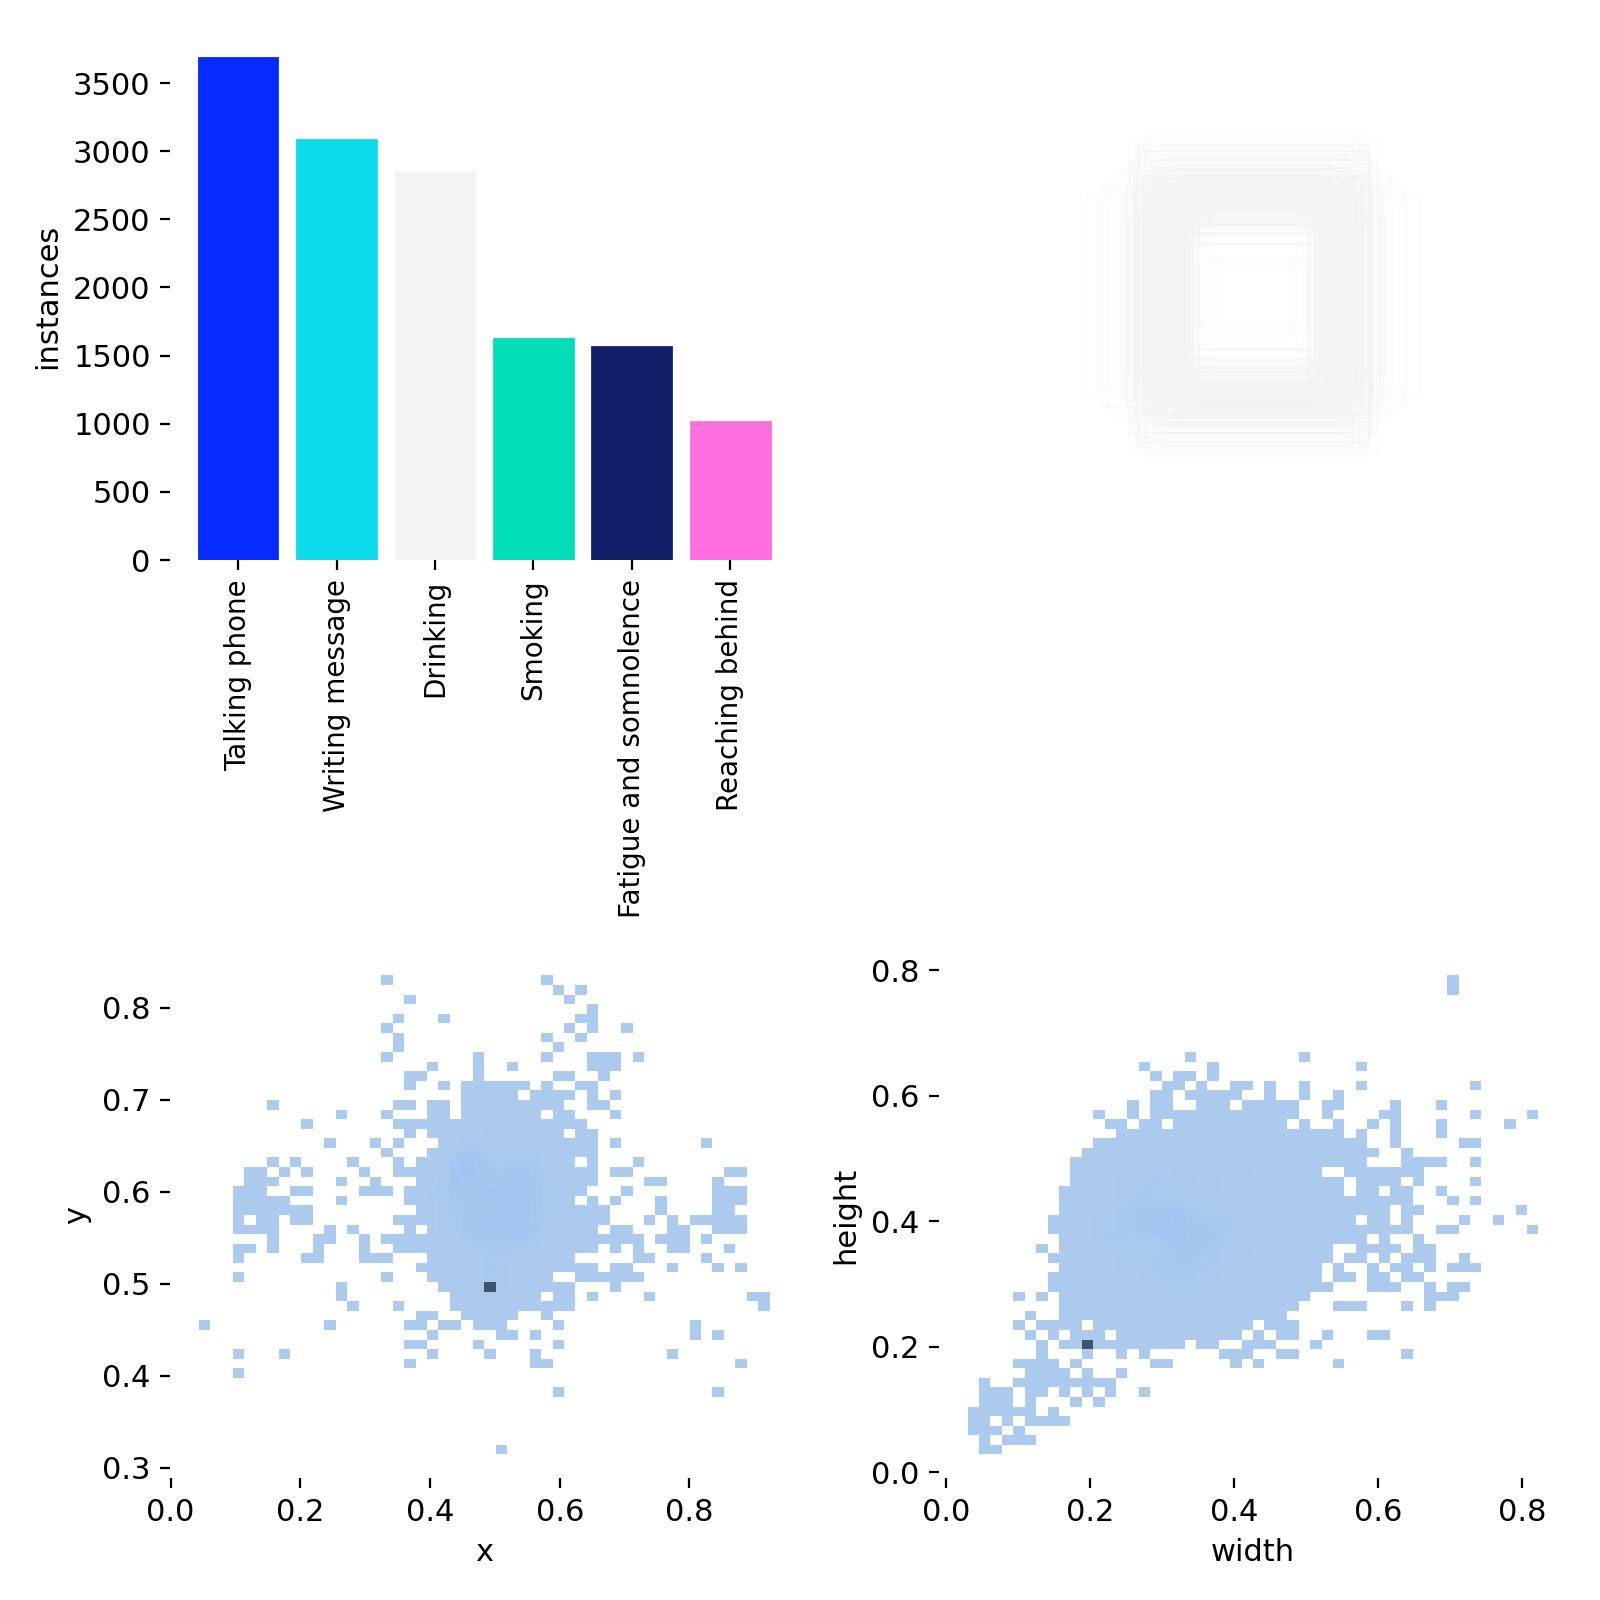 3500
3000
2500
2000
1500
1000
500
0
instances
Talking phone
Writing message
Drinking
Smoking
Fatigue and somnolence
Reaching behind
0.8
0.7
0.6
0.5
0.4
0.3
y
0.0 0.2 0.4 0.6 0.8
x
0.8
0.6
0.4
0.2
0.0
height
0.0 0.2 0.4 0.6 0.8
width